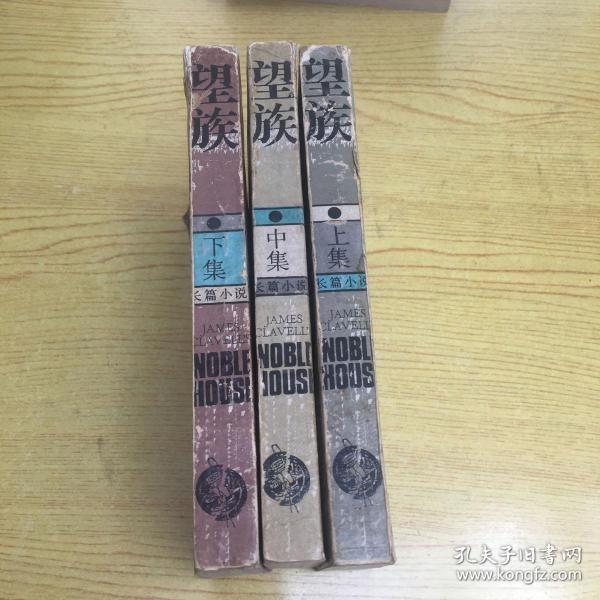 望族
下集
长篇小说
JAMES
CLAVELL'S
NOBLE
HOUSE
望族
中集
长篇小说
JAMES
CLAVELL'
NOBLE
HOUSE
望族
上集
长篇小说
JAMES
CLAVELL'
NOBLE
HOUSE
孔夫子旧书网
www.kongfz.com